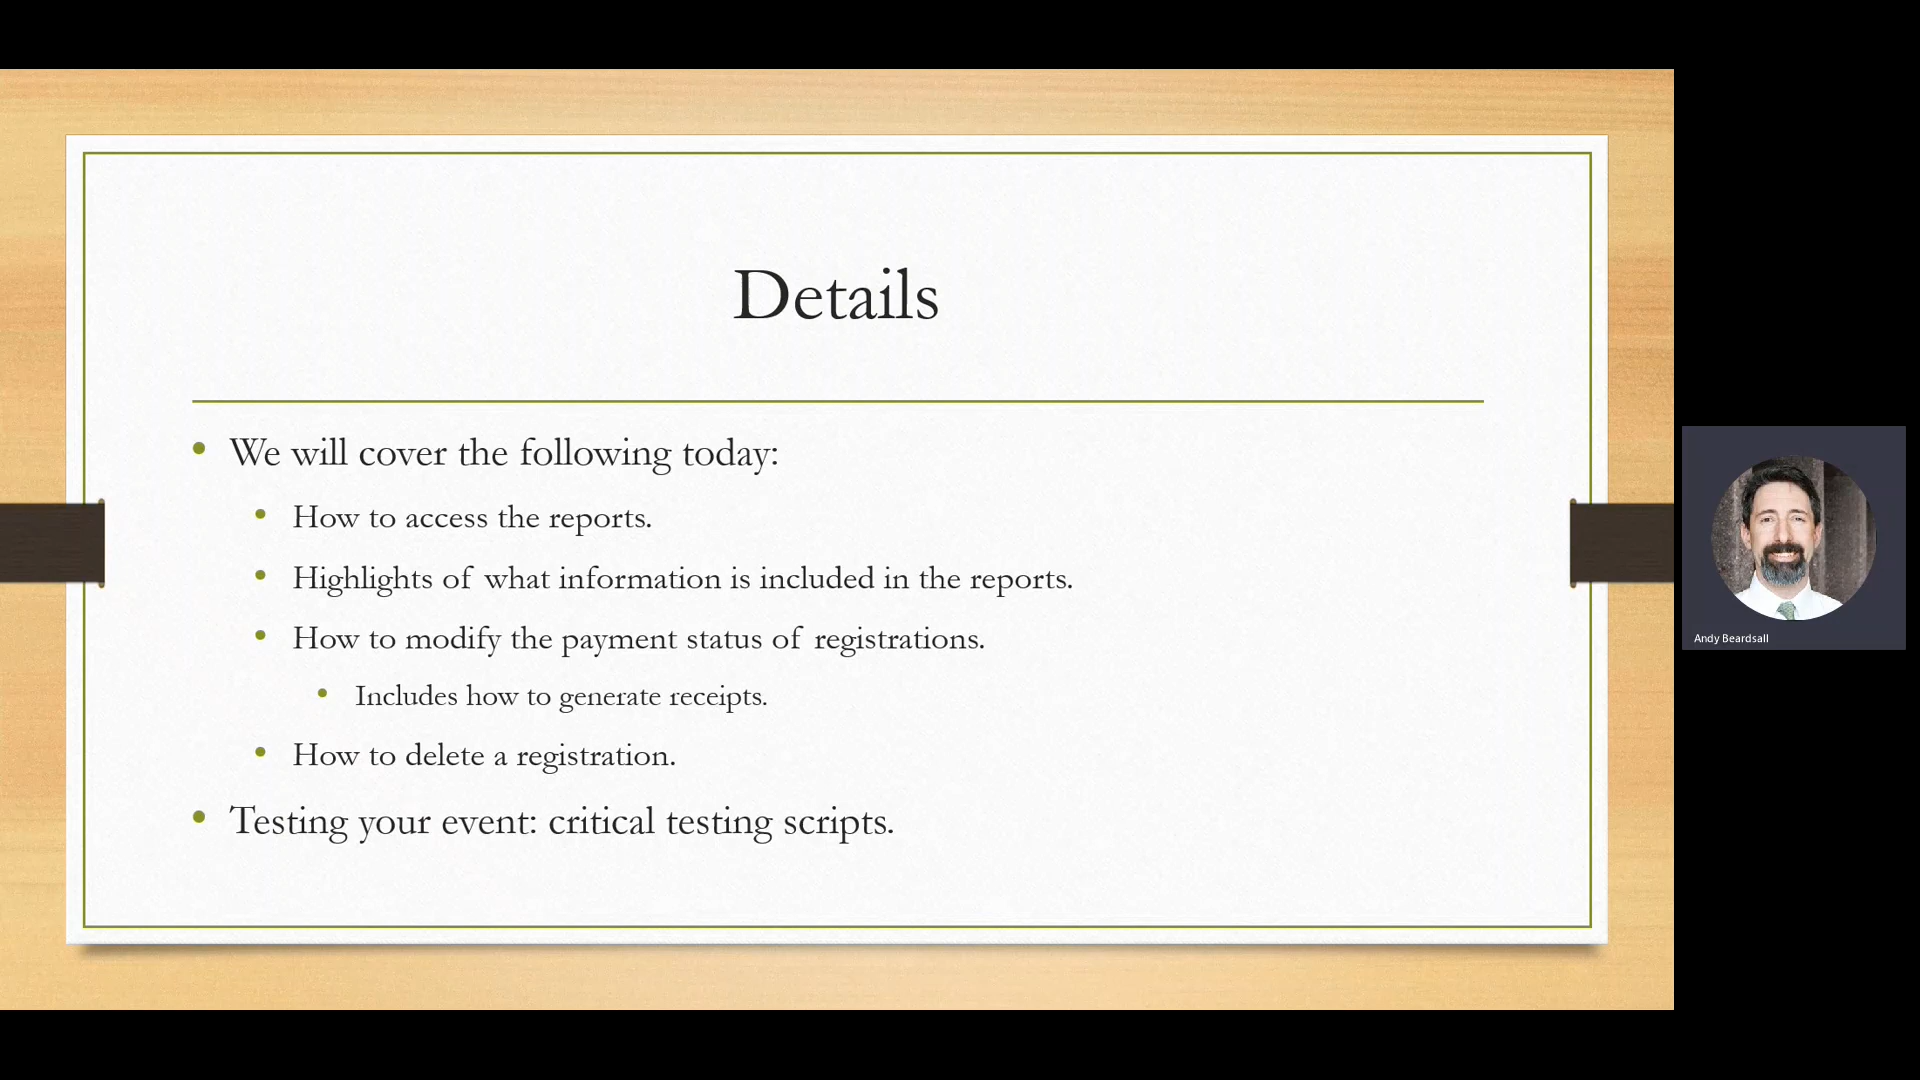 Details
We will cover the following today:
How to access the reports.
Highlights of what information is included in the reports.
How to modify the payment status of registrations.
Includes how to generate receipts.
How to delete a registration.
Testing your event: critical testing scripts.
Andy Beardsall